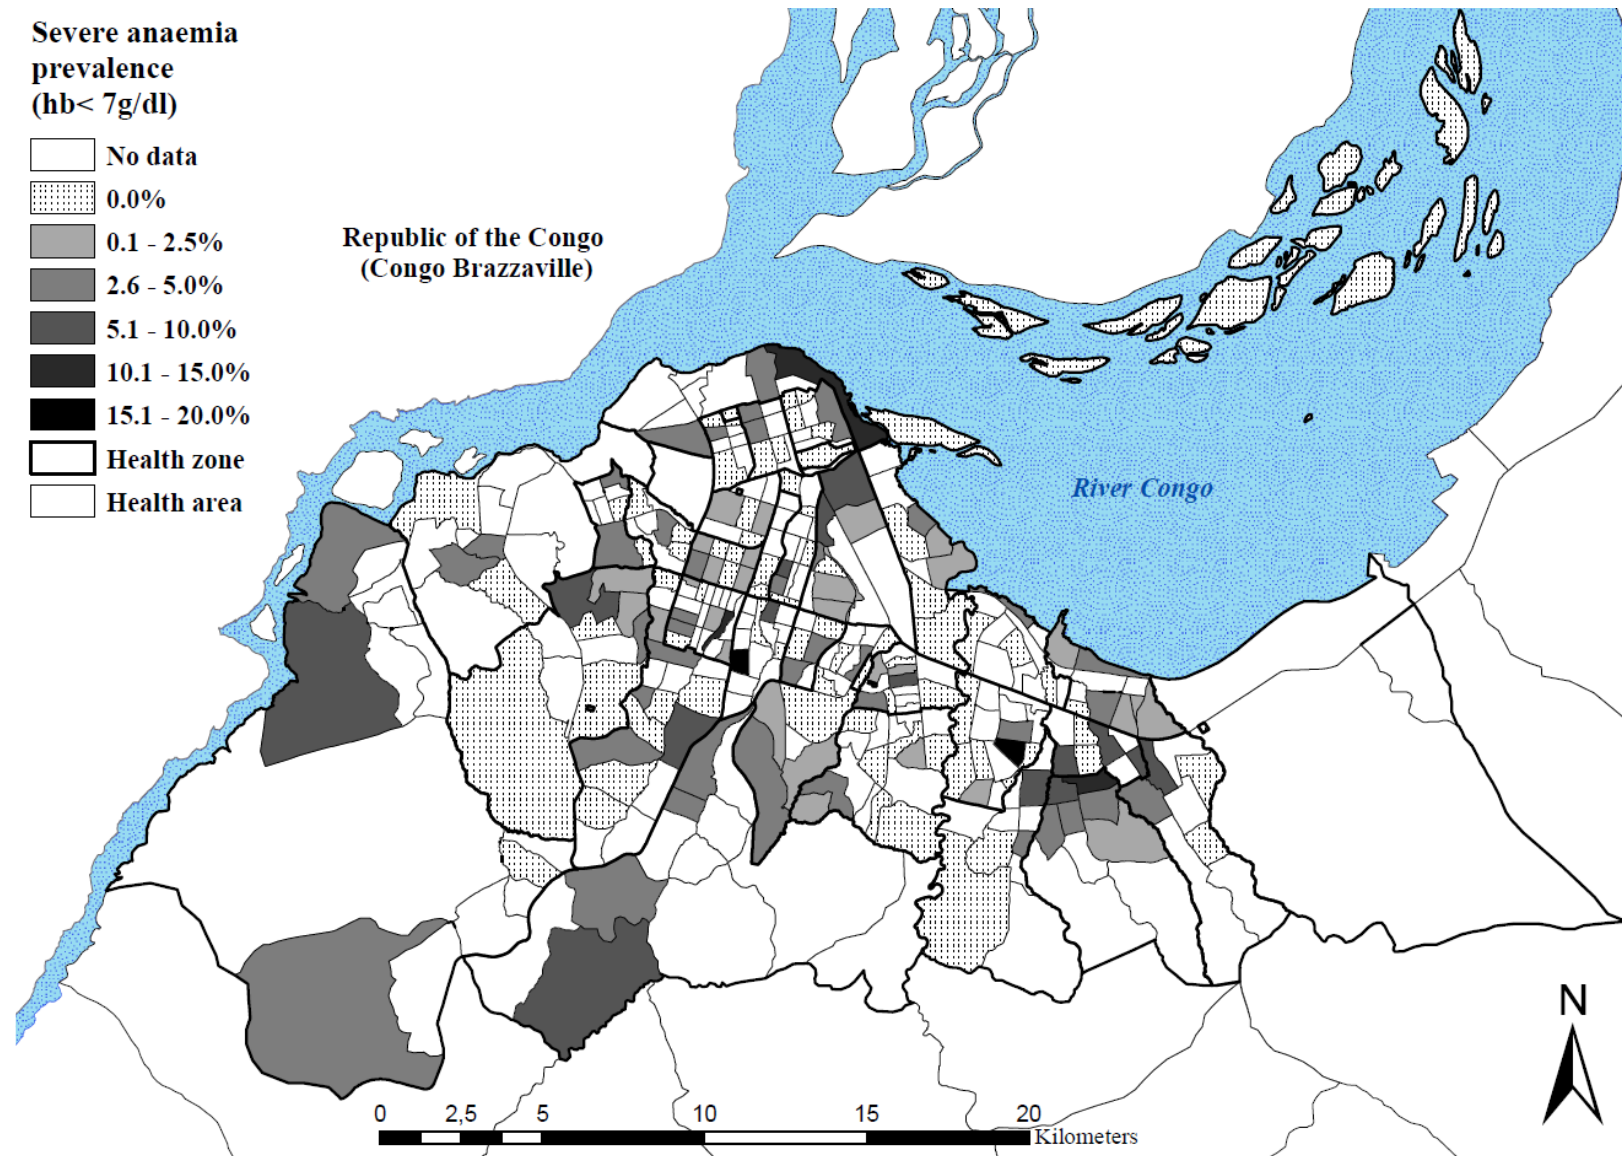 Severe anaemia
prevalence
(hb< 7g/dl)
No data
0.0%
0.1 - 2.5%
2.6 - 5.0%
5.1 - 10.0%
10.1 - 15.0%
15.1 - 20.0%
Health zone
Health area
Republic of the Congo
(Congo Brazzaville)
River Congo
N
0 2,5 5 10 15 20
Kilometers